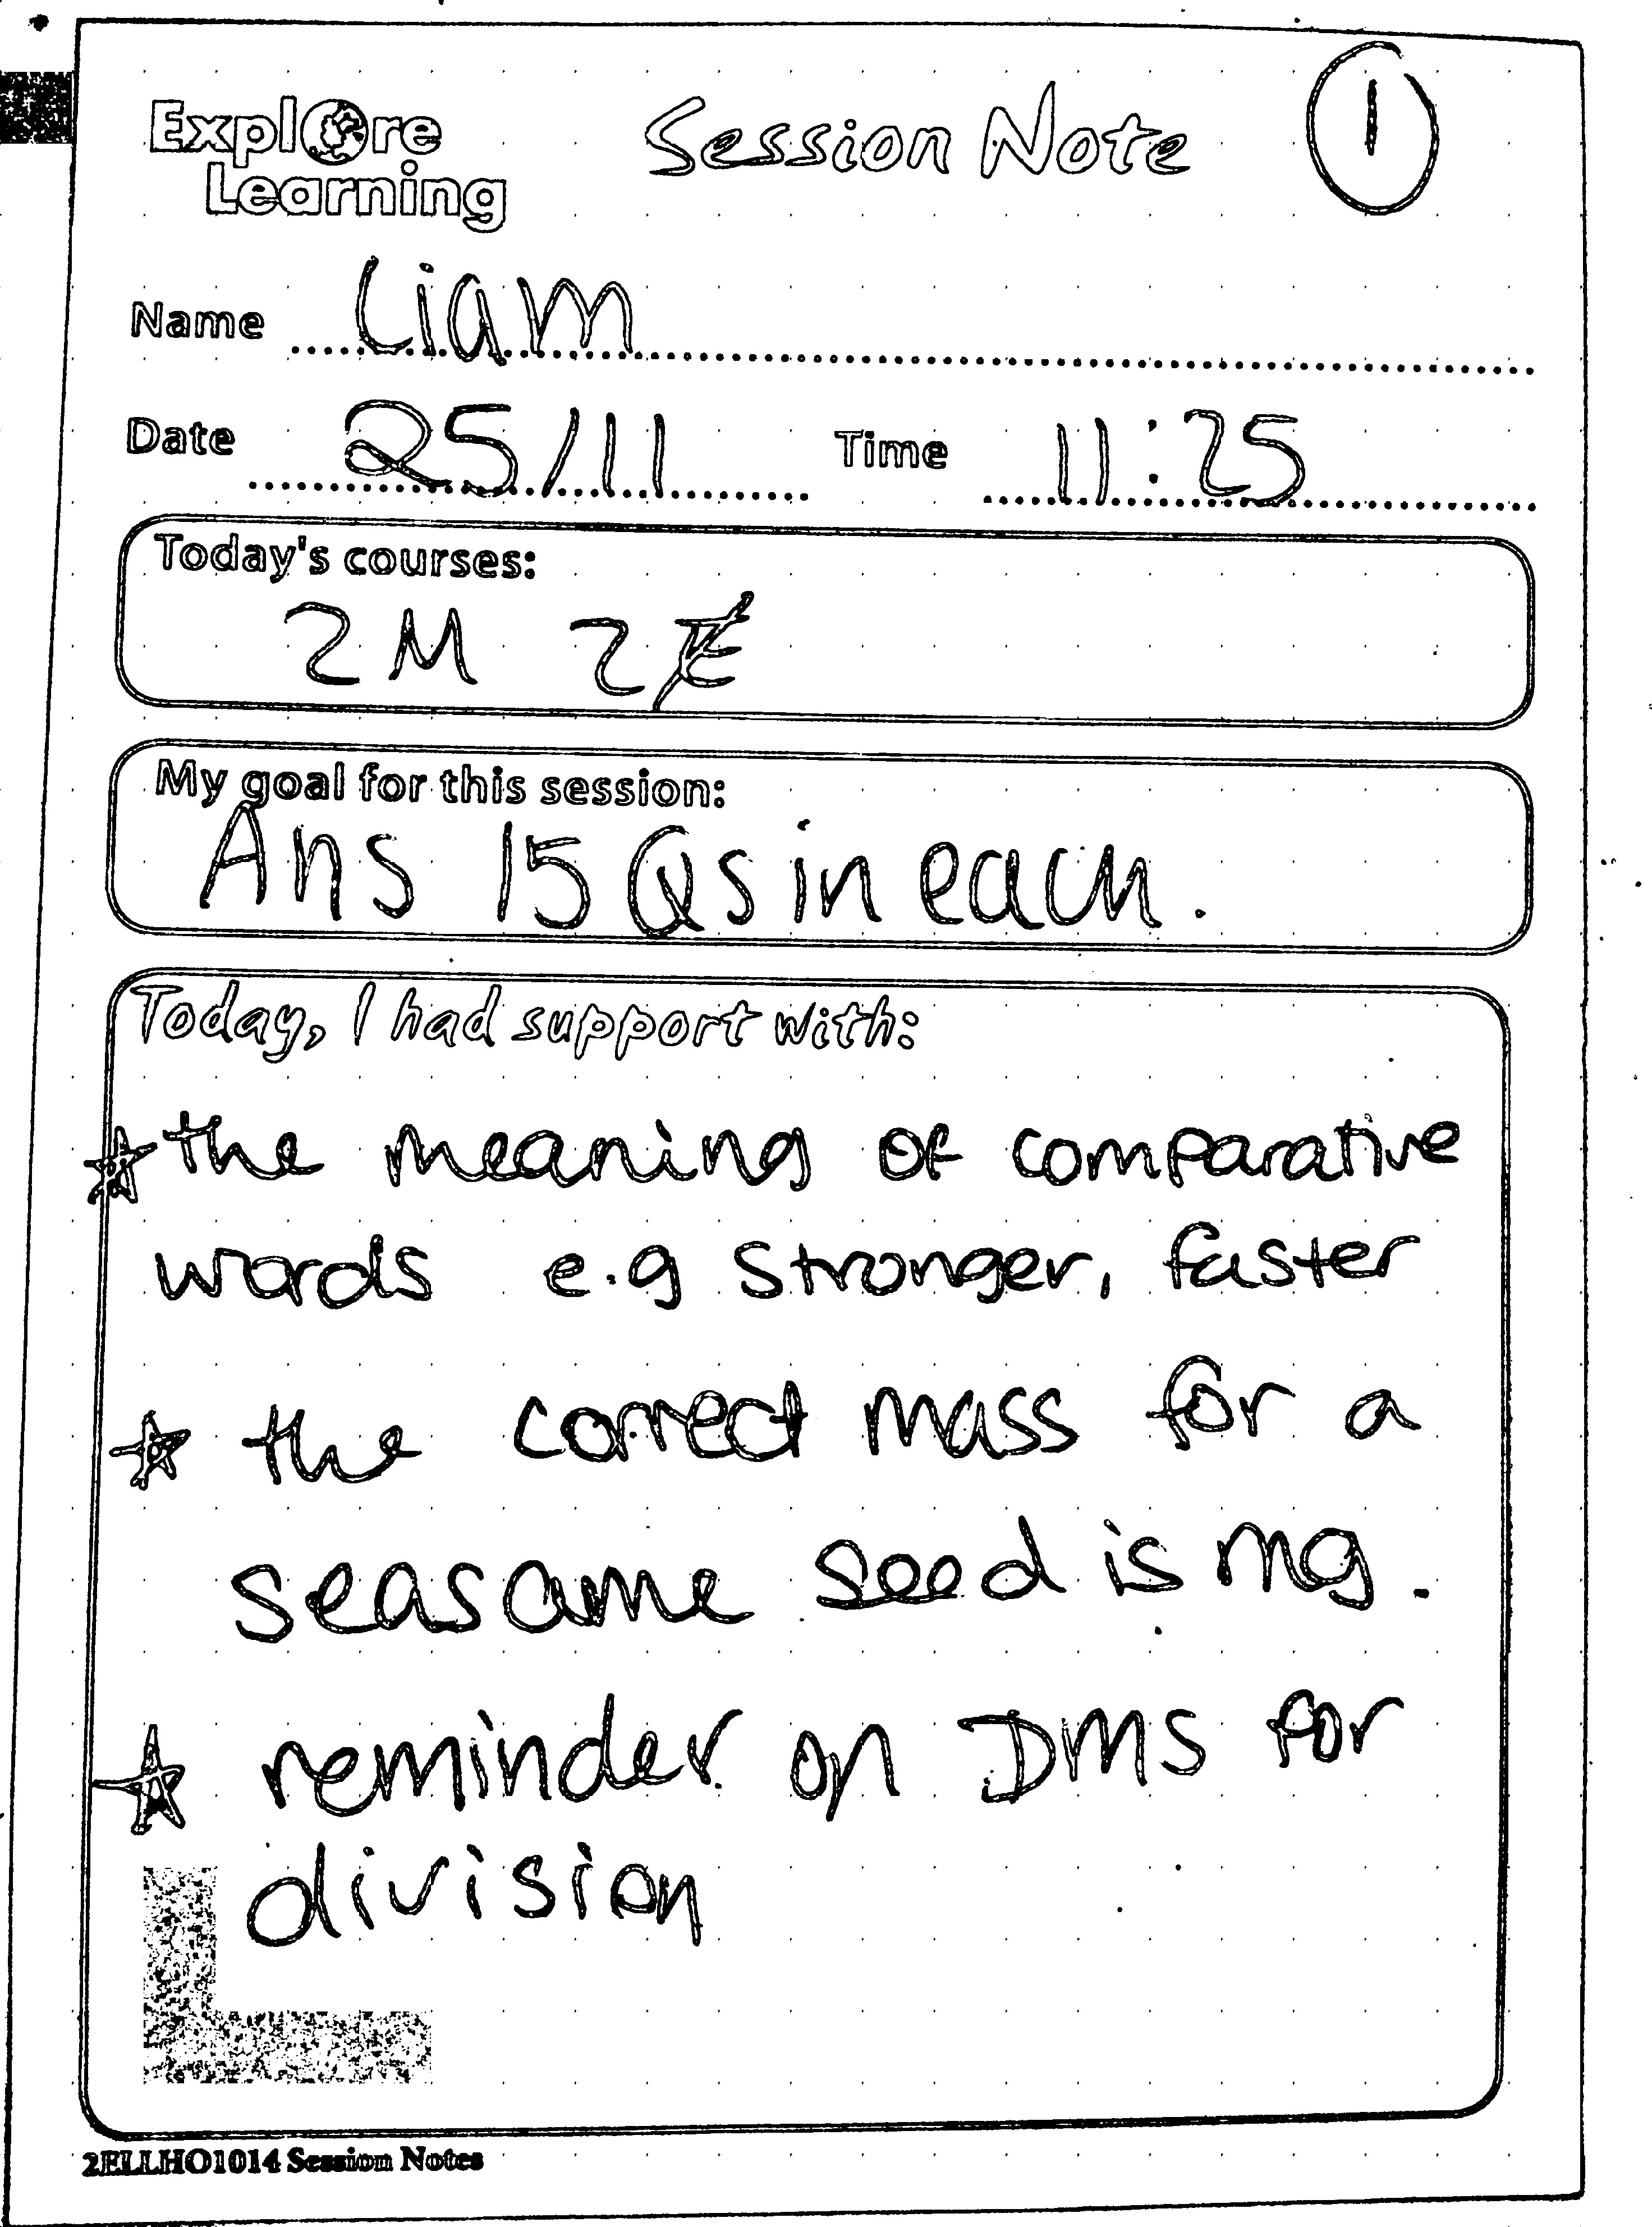 Explore
Learning
Session Note
1
Name Liam
Date 25/11 Time 11:25
Today's courses:
2M 2E
My goal for this session:
Ans 15 Qs in each.
Today, I had support with:
the meaning of comparative
words e.g stronger, faster
the correct mass for a
seasame seed is mg.
reminder on DMS for
division
2ELLHO1014 Session Notes